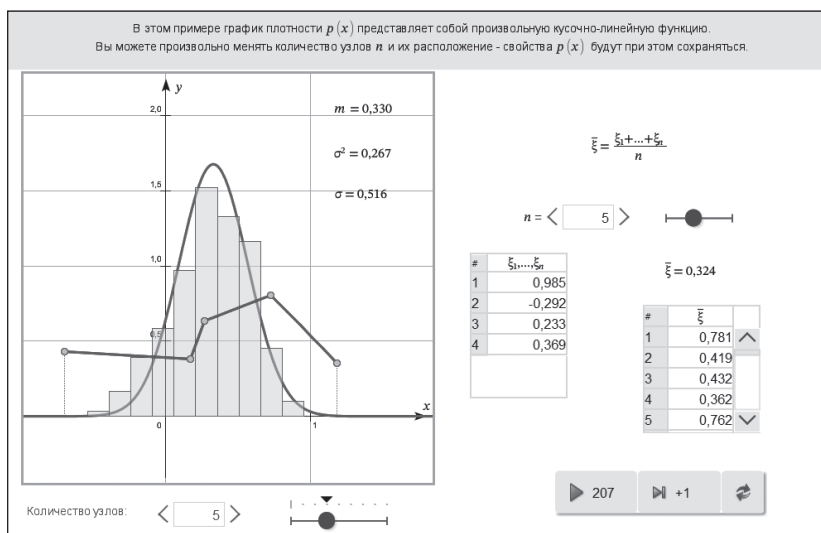 В этом примере график плотности p(x) представляет собой произвольную кусочно-линейную функцию.
Вы можете произвольно менять количество узлов n и их расположение - свойства p(x) будут при этом сохраняться.
y
2,0
1,5
1,0
0,5
0
1
x
m = 0,330
σ² = 0,267
σ = 0,516
ξ̄ = (ξ₁+...+ξₙ)/n
n = 5
# ξ₁,...,ξₙ
1 0,985
2 -0,292
3 0,233
4 0,369
ξ̄ = 0,324
# ξ̄
1 0,781
2 0,419
3 0,432
4 0,362
5 0,762
207 +1
Количество узлов: 5